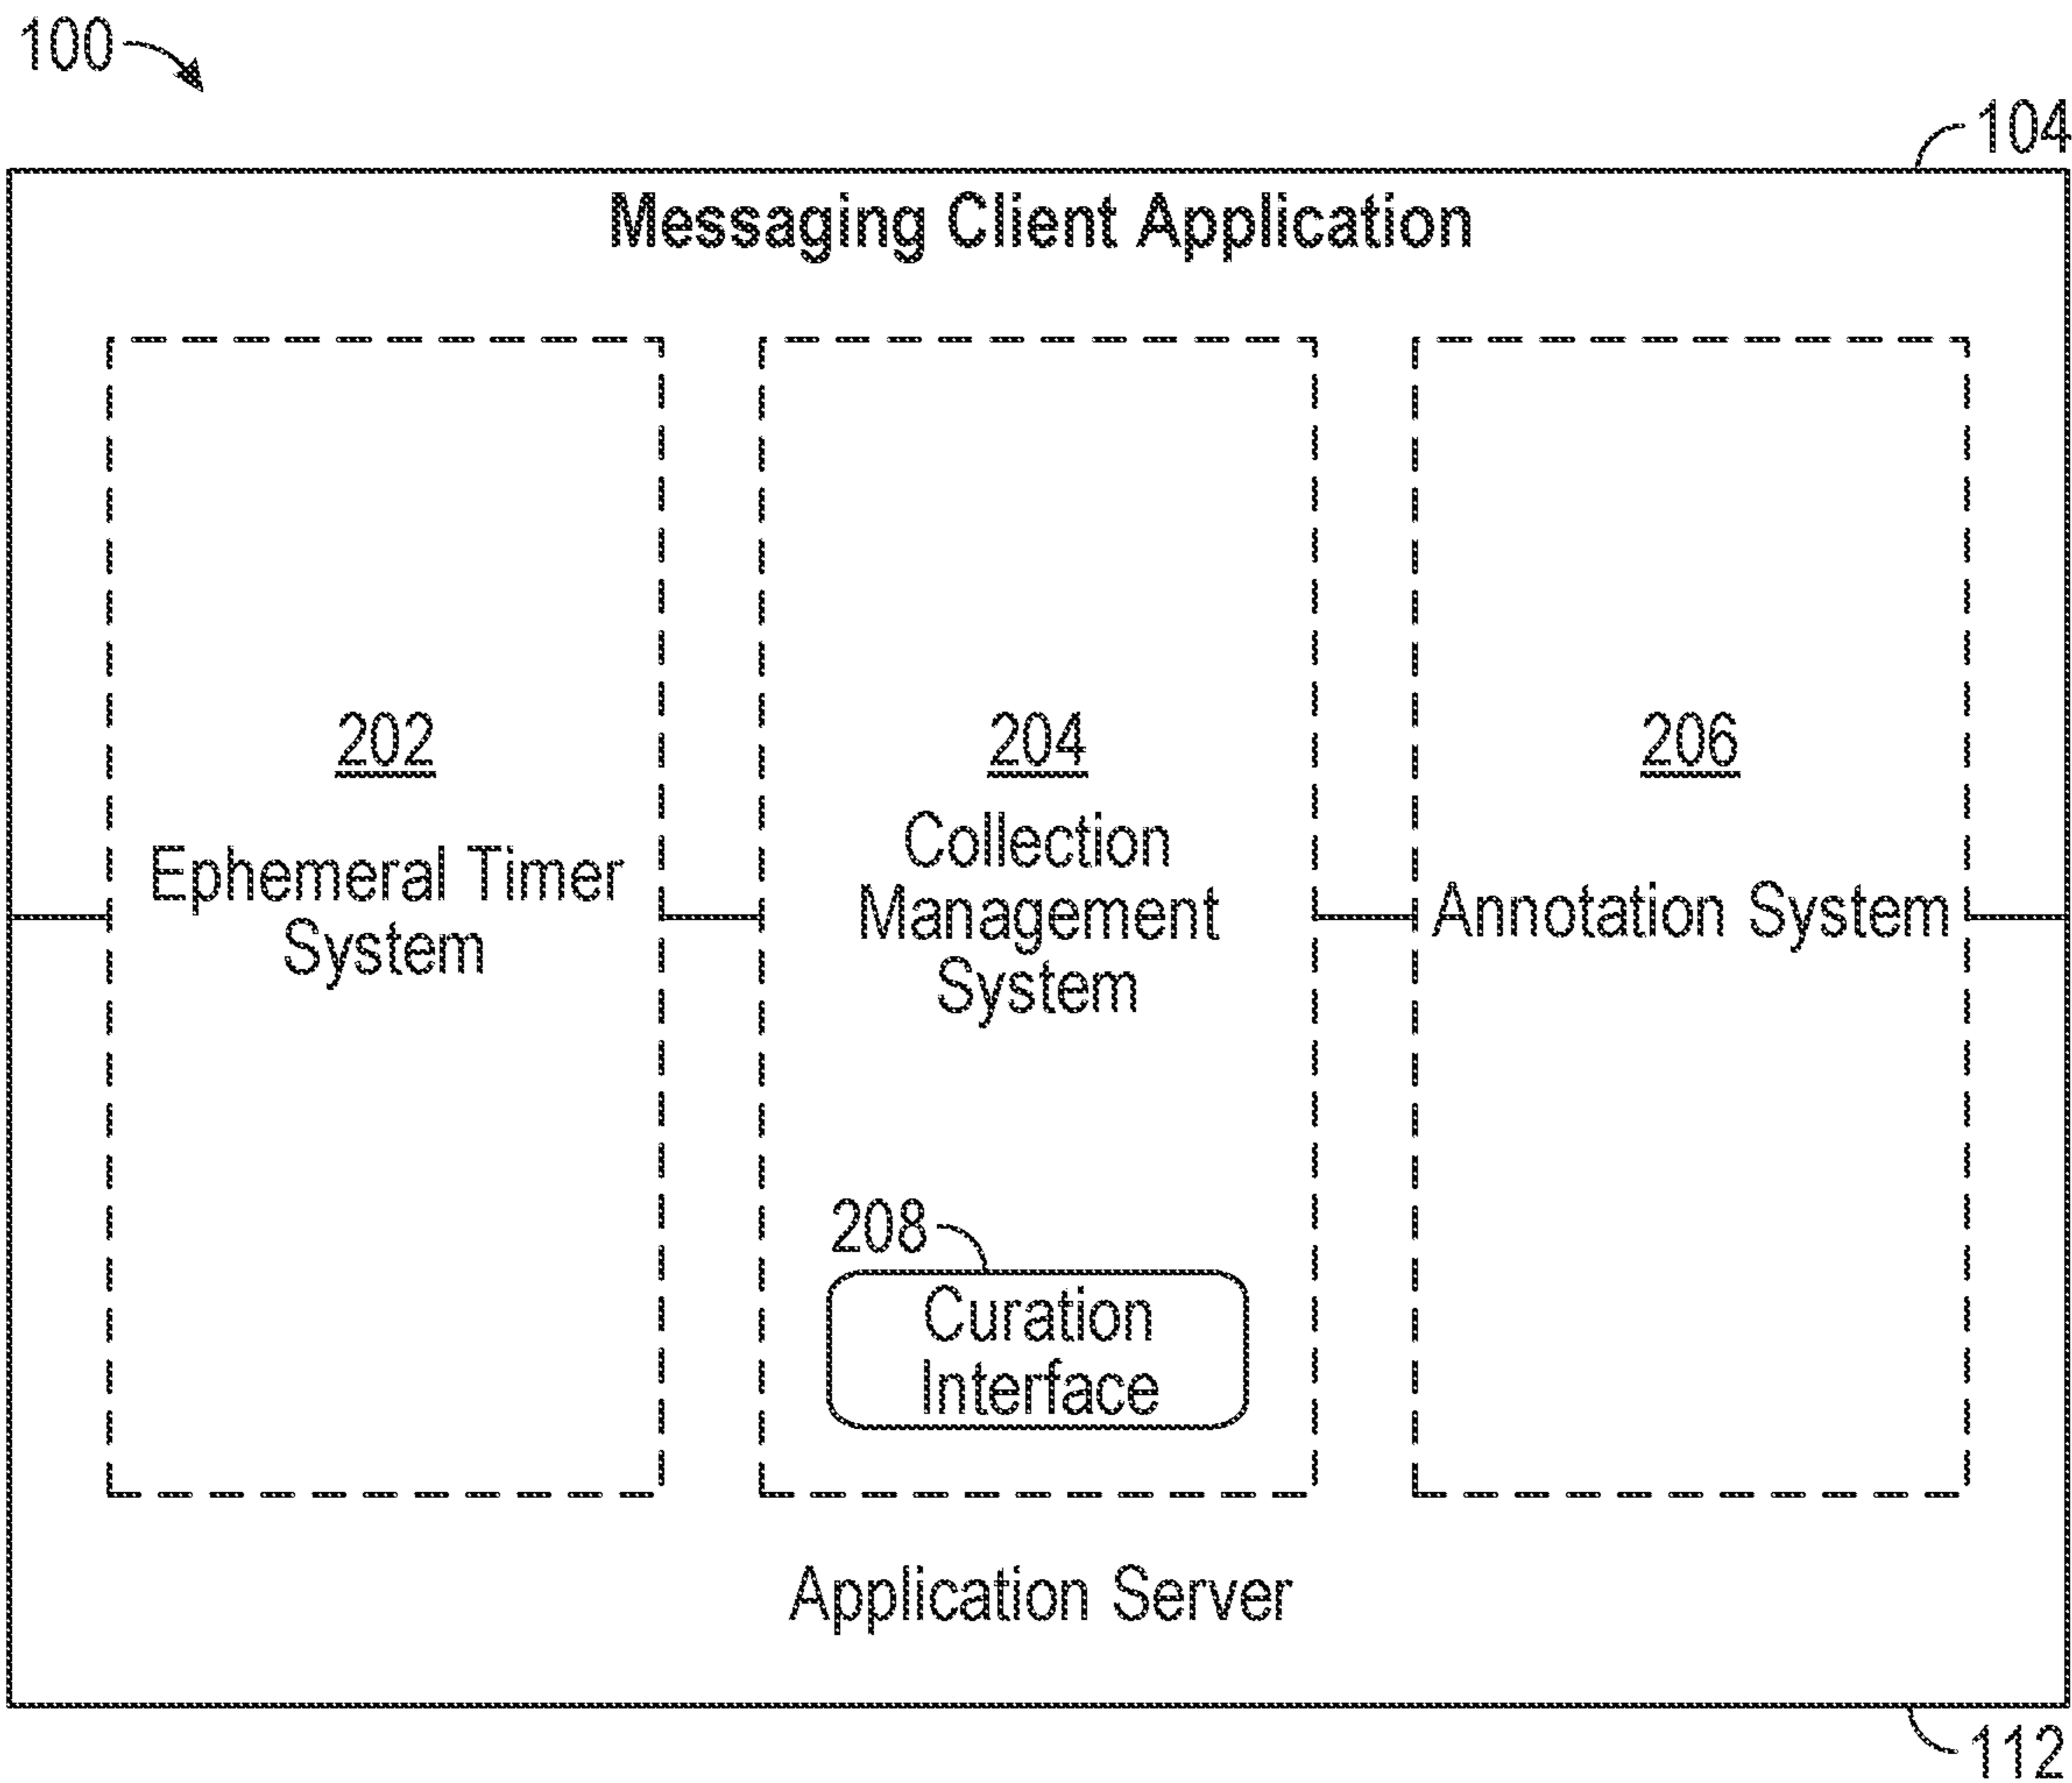 100
104
Messaging Client Application
202
Ephemeral Timer
System
204
Collection
Management
System
206
Annotation System
208
Curation
Interface
Application Server
112